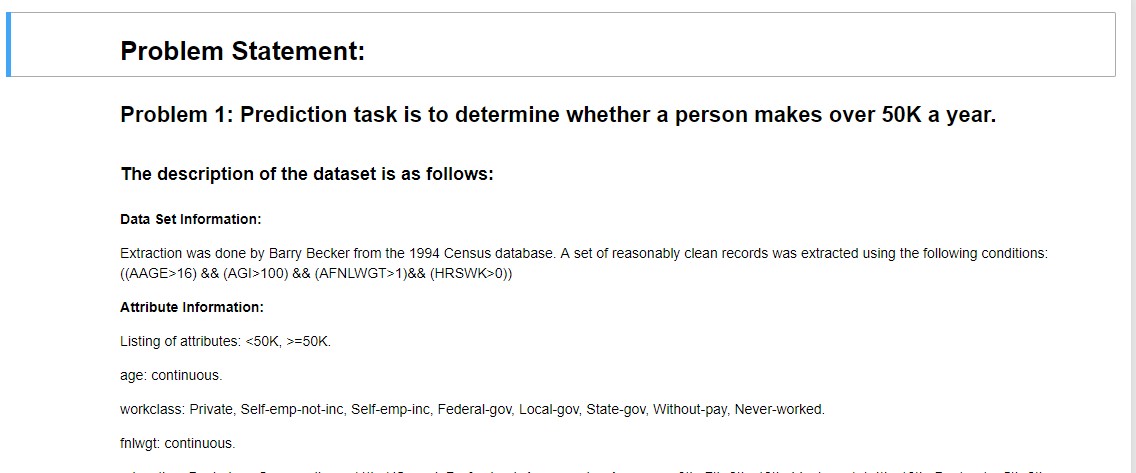 Problem Statement:
Problem 1: Prediction task is to determine whether a person makes over 50K a year.
The description of the dataset is as follows:
Data Set Information:
Extraction was done by Barry Becker from the 1994 Census database. A set of reasonably clean records was extracted using the following conditions:
((AAGE>16) && (AGI>100) && (AFNLWGT>1)&& (HRSWK>0))
Attribute Information:
Listing of attributes: <50K, >=50K.
age: continuous.
workclass: Private, Self-emp-not-inc, Self-emp-inc, Federal-gov, Local-gov, State-gov, Without-pay, Never-worked.
fnlwgt: continuous.